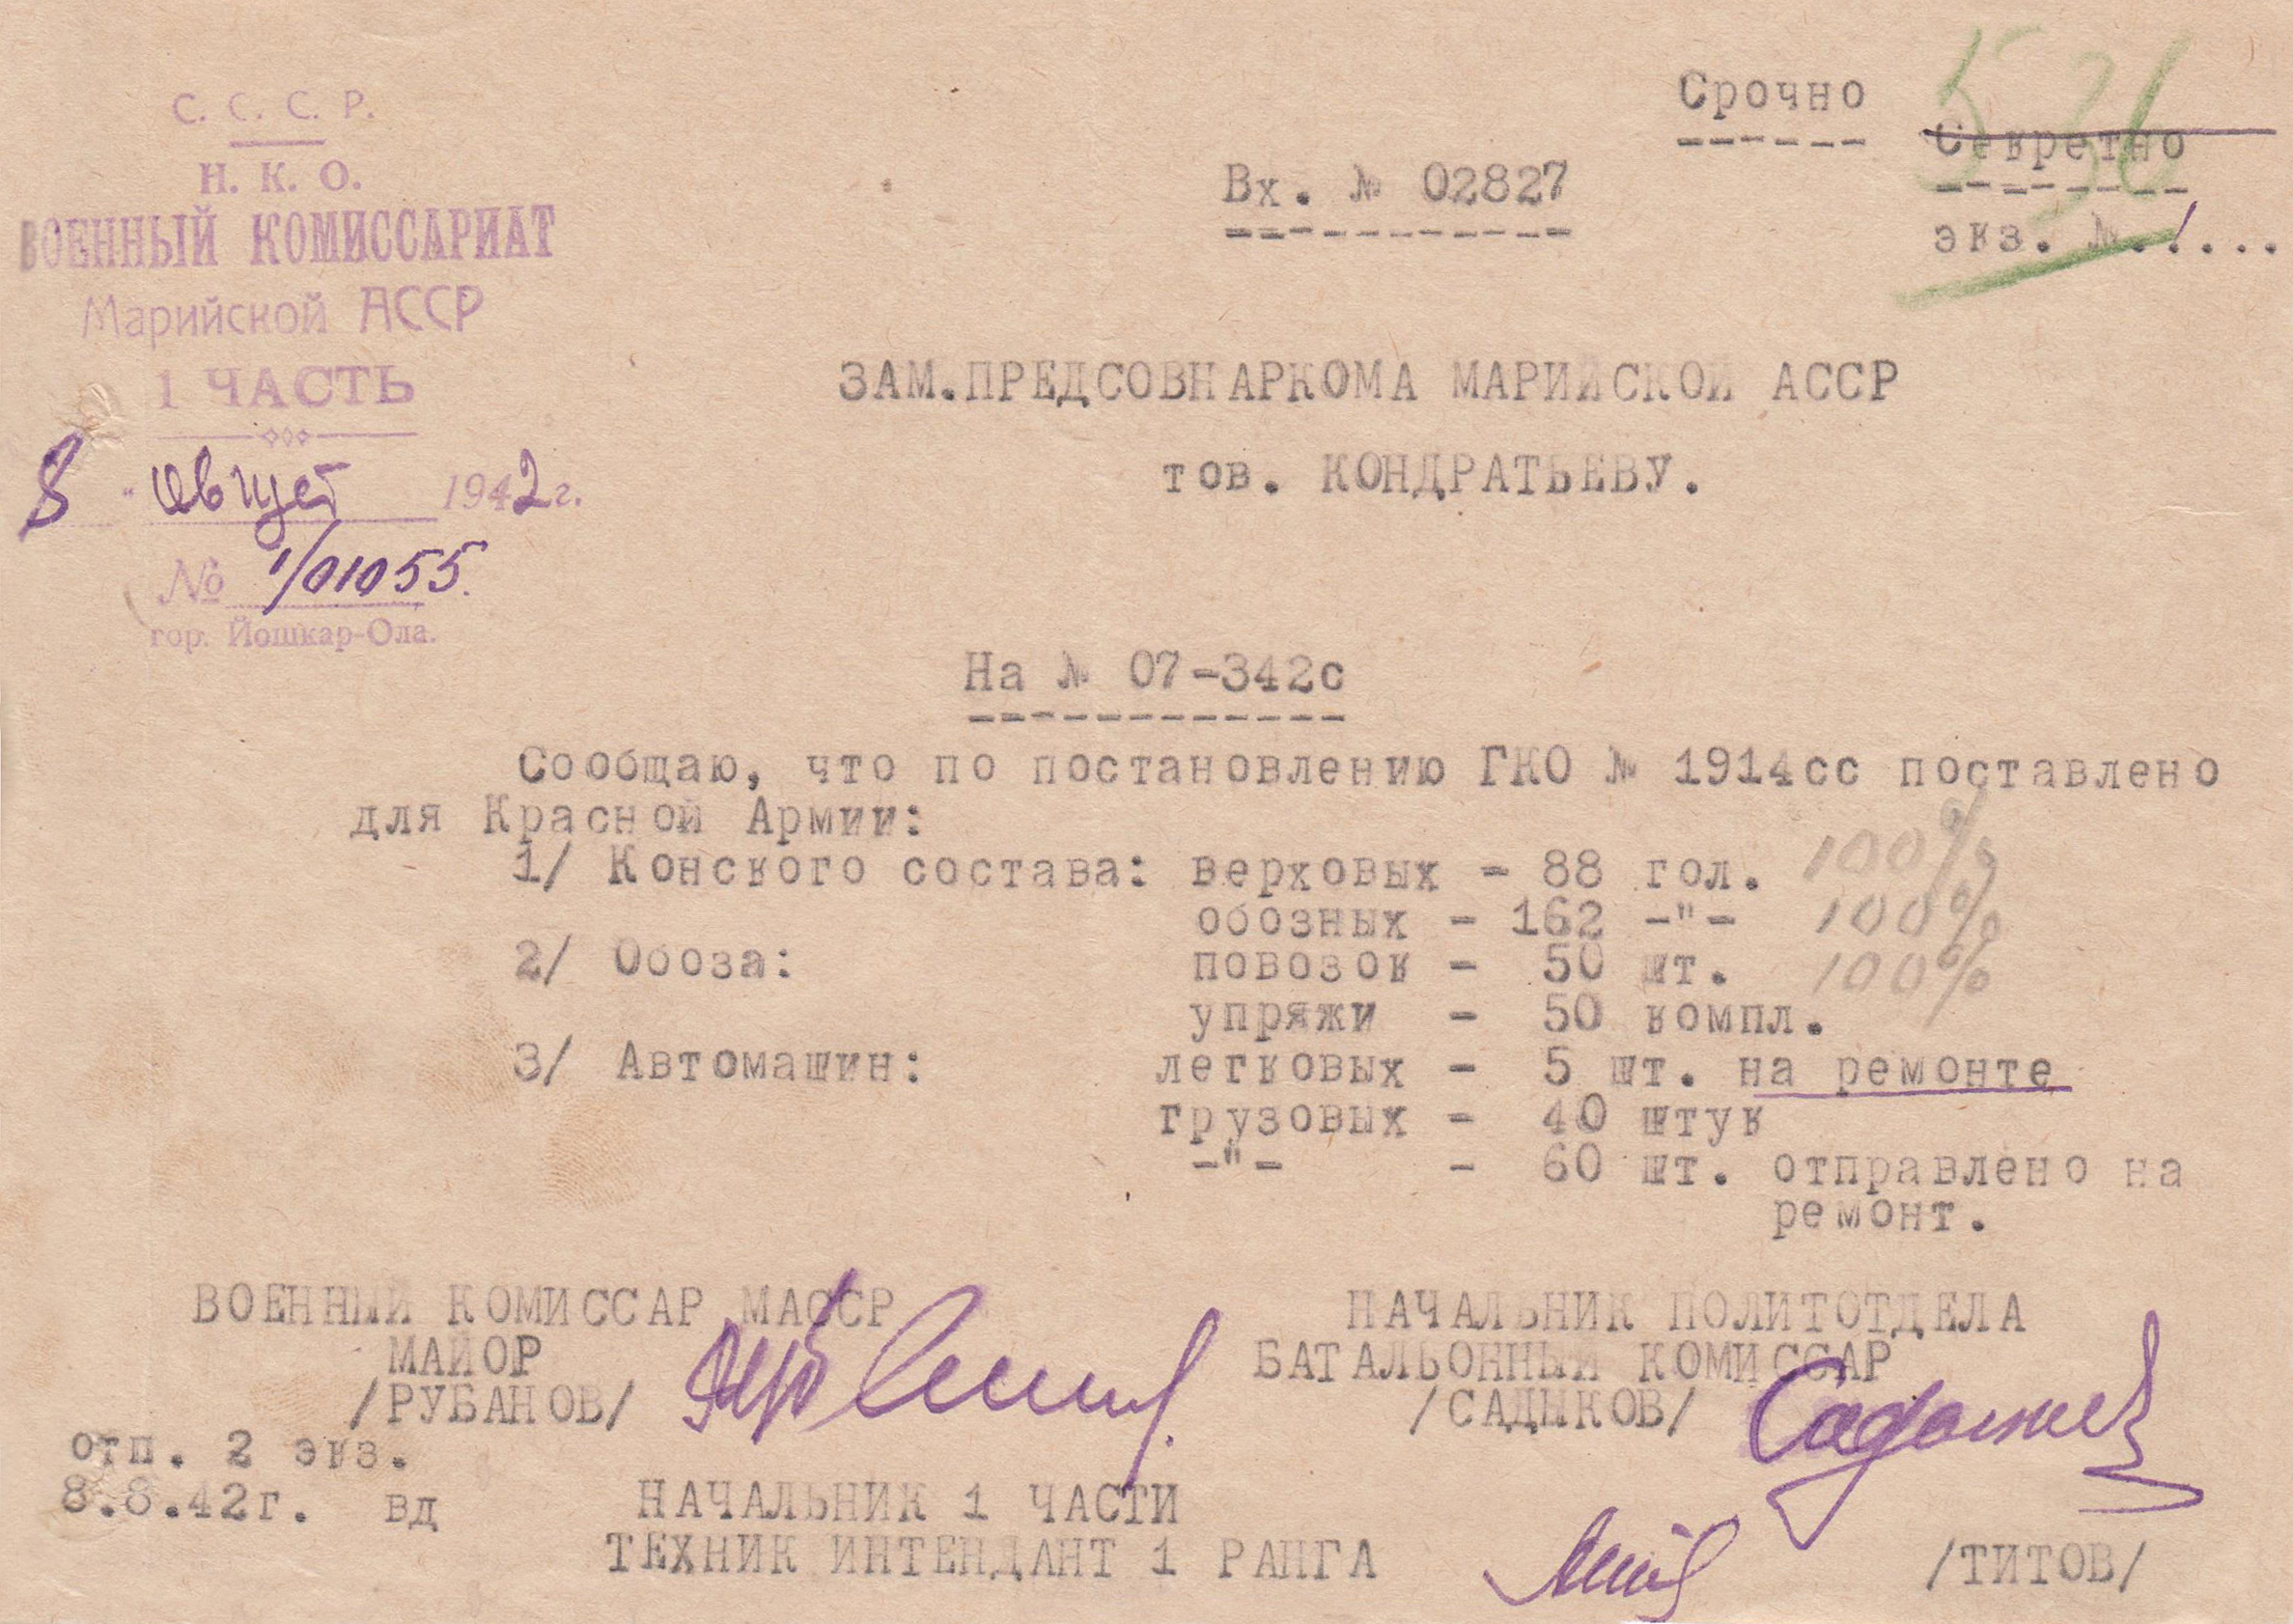 С. С. С. Р.
Н. К. О.
ВОЕННЫЙ КОМИССАРИАТ
Марийской АССР
1 ЧАСТЬ
8 " август 1942 г.
№ 1/01055.
гор. Йошкар-Ола.
Срочно
536
Секретно
Вх. № 02827
экз. № 1...
ЗАМ.ПРЕДСОВНАРКОМА МАРИЙСКОЙ АССР
тов. КОНДРАТЬЕВУ.
На № 07-342с
Сообщаю, что по постановлению ГКО № 1914сс поставлено
для Красной Армии:
1/ Конского состава: верховых - 88 гол. 100%
обозных - 162 -"- 100%
2/ Обоза: повозок - 50 шт. 100%
упряжи - 50 компл.
3/ Автомашин: легковых - 5 шт. на ремонте
грузовых - 40 штук
-"- - 60 шт. отправлено на
ремонт.
ВОЕННЫЙ КОМИССАР МАССР
МАЙОР
/РУБАНОВ/
НАЧАЛЬНИК ПОЛИТОТДЕЛА
БАТАЛЬОННЫЙ КОМИССАР
/САДЫКОВ/
отп. 2 экз.
8.8.42г. вд
НАЧАЛЬНИК 1 ЧАСТИ
ТЕХНИК ИНТЕНДАНТ 1 РАНГА /ТИТОВ/